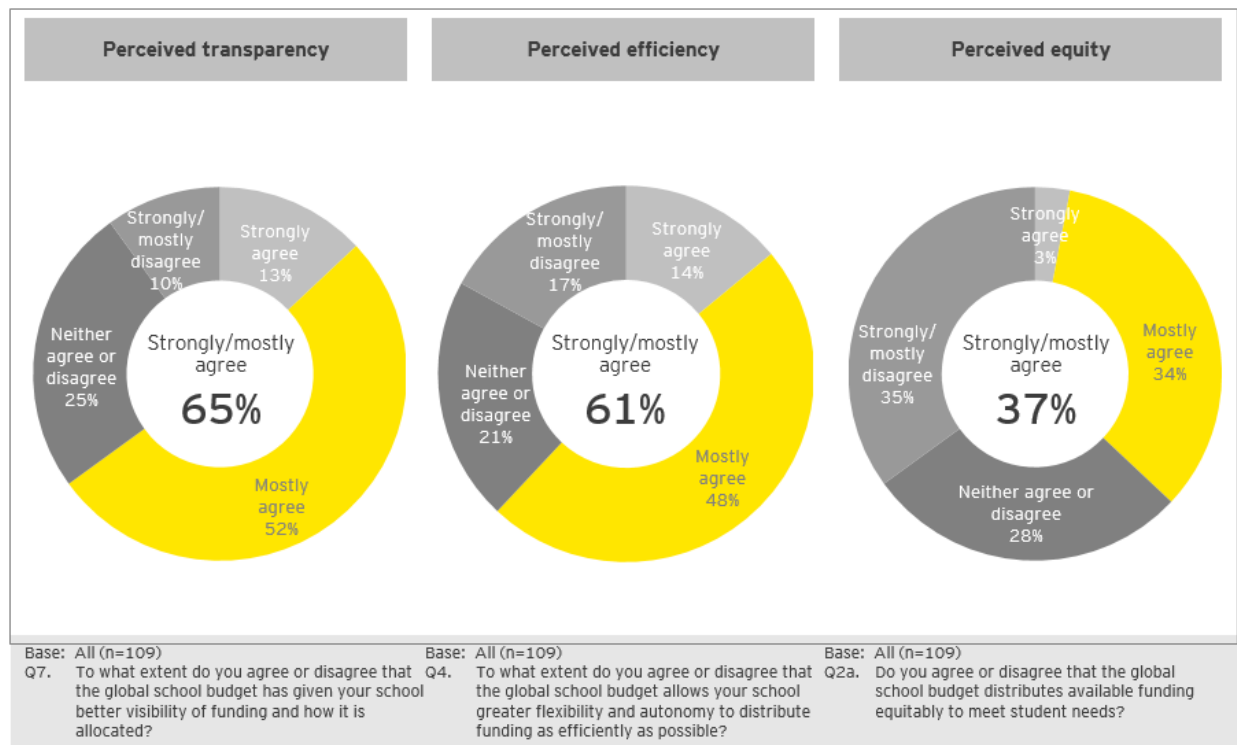 Perceived transparency
Perceived efficiency
Perceived equity
Strongly/
mostly
disagree
10%
Strongly
agree
13%
Neither
agree or
disagree
25%
Strongly/mostly
agree
65%
Mostly
agree
52%
Strongly/
mostly
disagree
17%
Strongly
agree
14%
Neither
agree or
disagree
21%
Strongly/mostly
agree
61%
Mostly
agree
48%
Strongly
agree
3%
Strongly/
mostly
disagree
35%
Strongly/mostly
agree
37%
Mostly
agree
34%
Neither agree or
disagree
28%
Base: All (n=109)
Q7. To what extent do you agree or disagree that
the global school budget has given your school
better visibility of funding and how it is
allocated?
Base: All (n=109)
Q4. To what extent do you agree or disagree that
the global school budget allows your school
greater flexibility and autonomy to distribute
funding as efficiently as possible?
Base: All (n=109)
Q2a. Do you agree or disagree that the global
school budget distributes available funding
equitably to meet student needs?